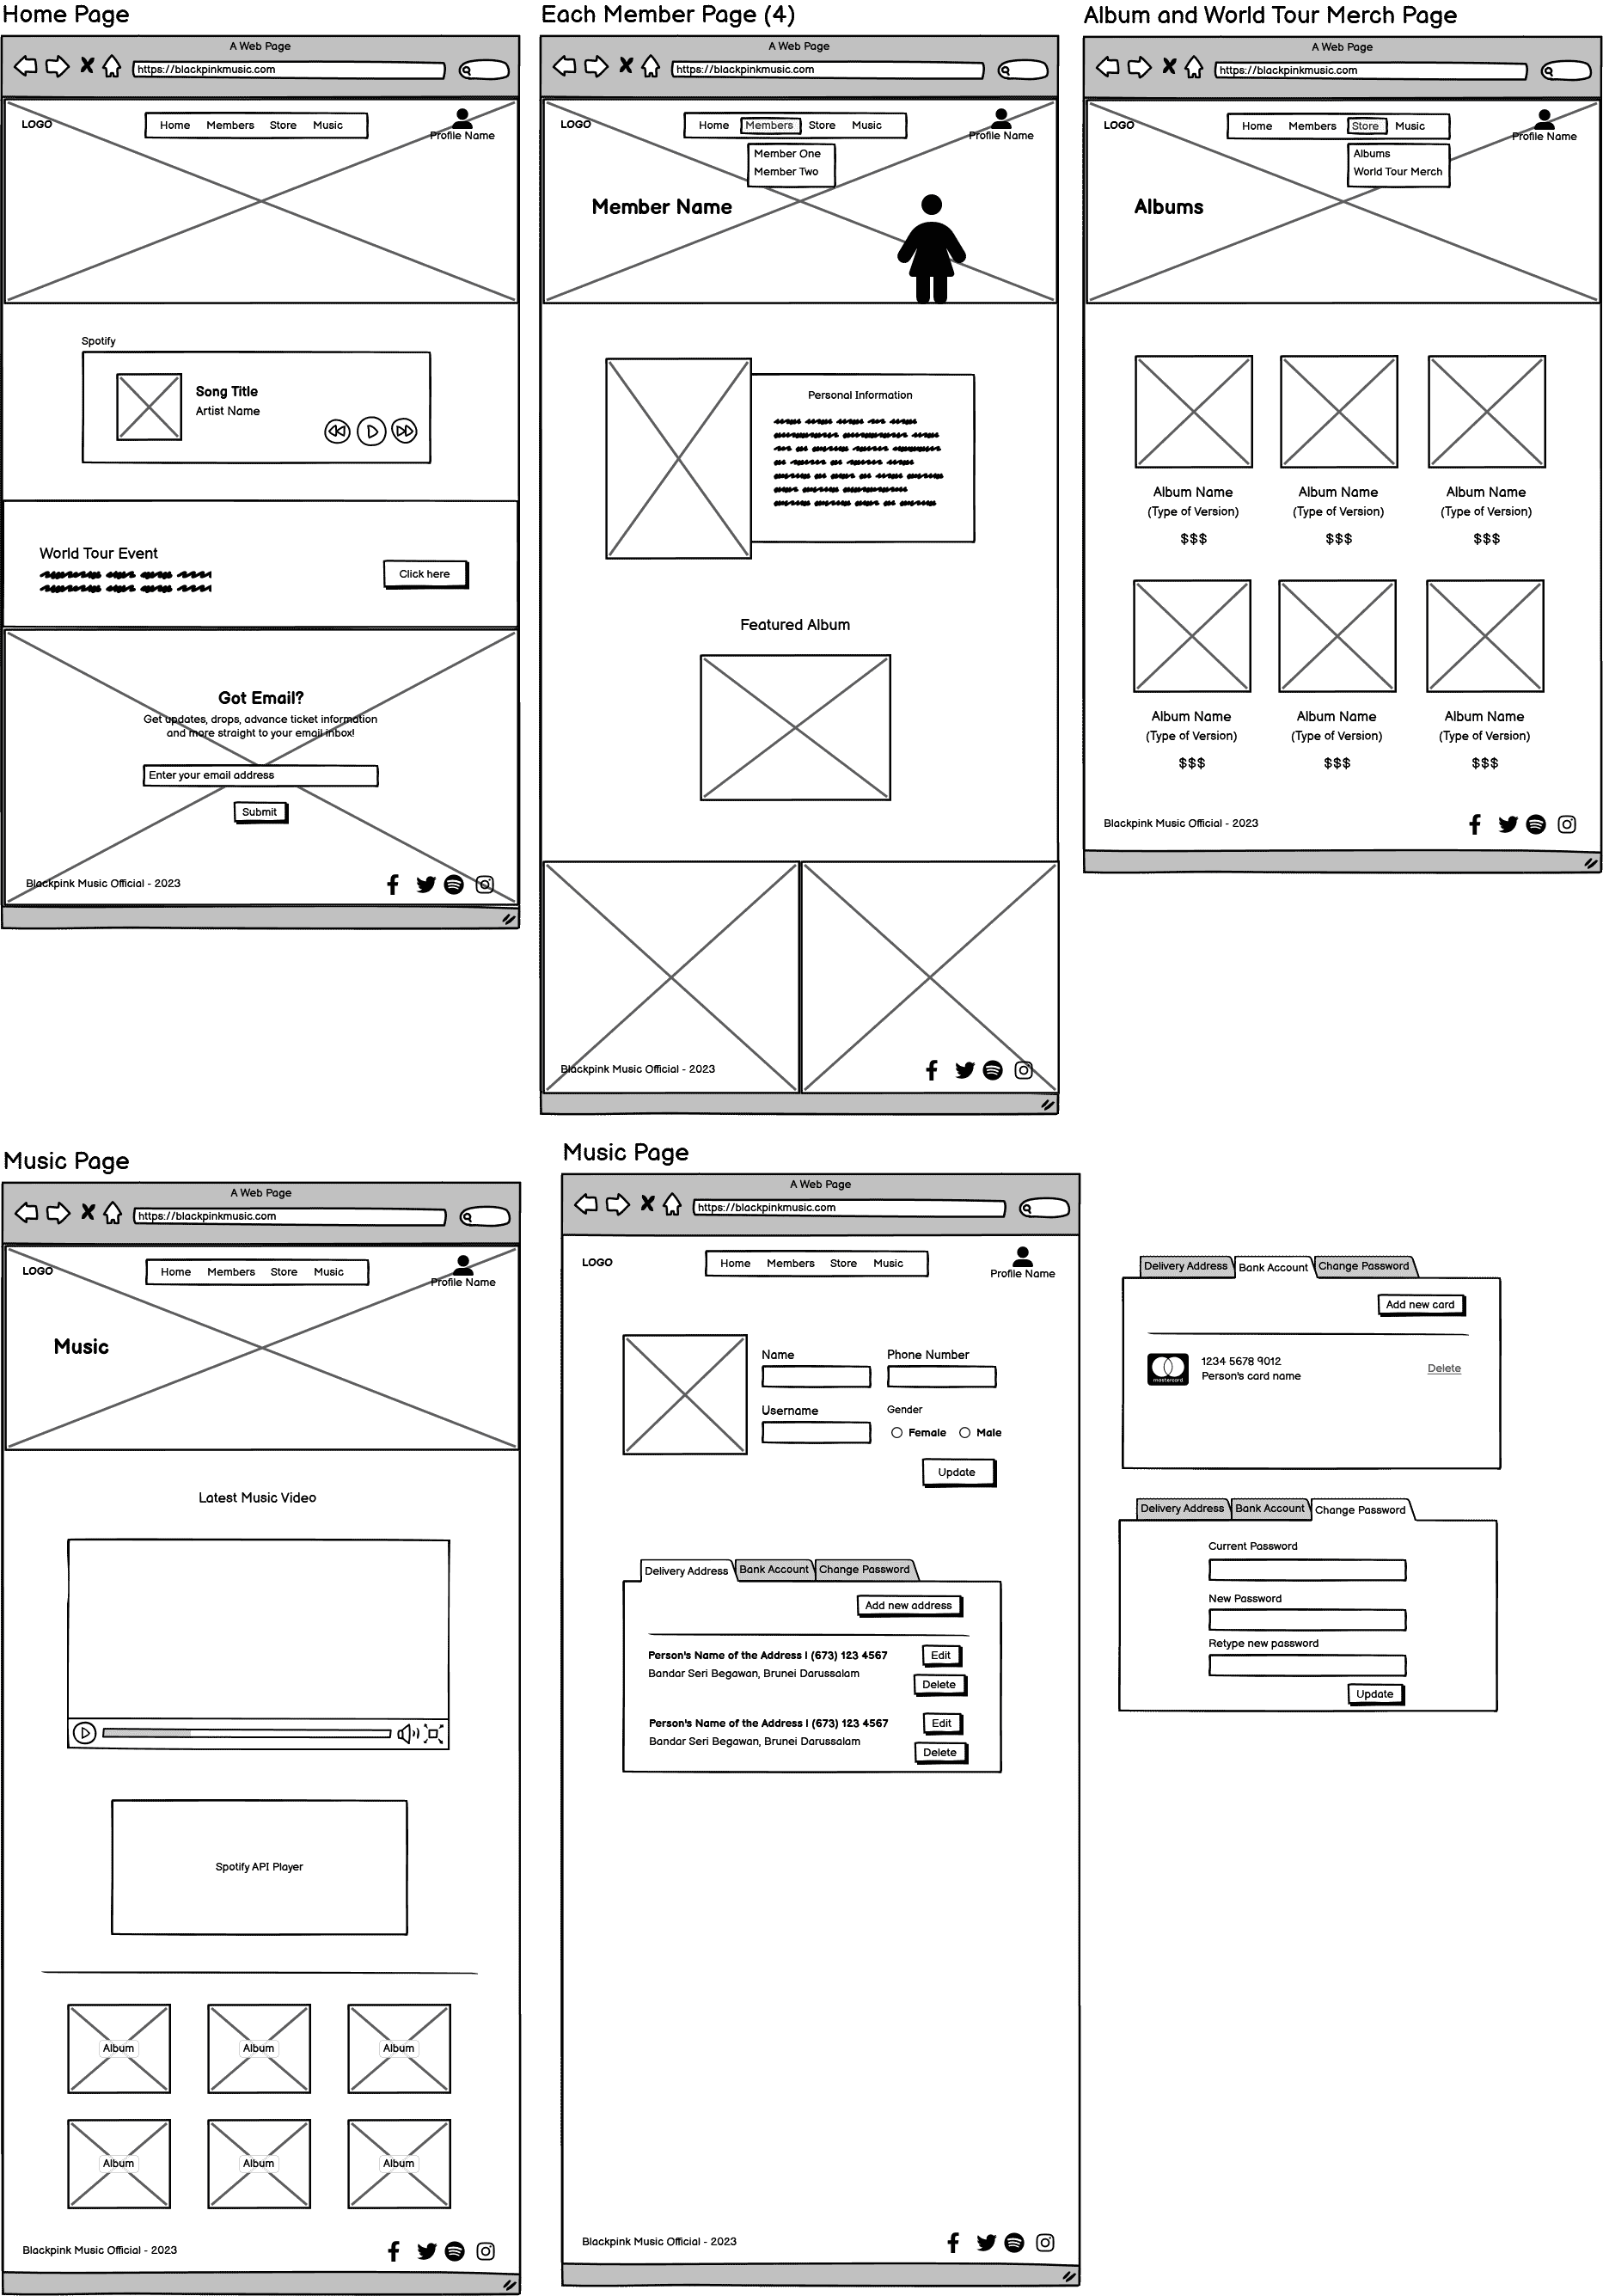 Home Page
A Web Page
https://blackpinkmusic.com
LOGO
Home Members Store Music
Profile Name
Spotify
Song Title
Artist Name
World Tour Event
Click here
Got Email?
Get updates, drops, advance ticket information
and more straight to your email inbox!
Enter your email address
Submit
Blackpink Music Official - 2023
Each Member Page (4)
A Web Page
https://blackpinkmusic.com
LOGO
Home Members Store Music
Profile Name
Member One
Member Two
Member Name
Personal Information
Featured Album
Blackpink Music Official - 2023
Album and World Tour Merch Page
A Web Page
https://blackpinkmusic.com
LOGO
Home Members Store Music
Profile Name
Albums
World Tour Merch
Albums
Album Name Album Name Album Name
(Type of Version) (Type of Version) (Type of Version)
$$$ $$$ $$$
Album Name Album Name Album Name
(Type of Version) (Type of Version) (Type of Version)
$$$ $$$ $$$
Blackpink Music Official - 2023
Music Page
A Web Page
https://blackpinkmusic.com
LOGO
Home Members Store Music
Profile Name
Music
Latest Music Video
Spotify API Player
Album Album Album
Album Album Album
Blackpink Music Official - 2023
Music Page
A Web Page
https://blackpinkmusic.com
LOGO
Home Members Store Music
Profile Name
Name Phone Number
Username Gender
Female Male
Update
Delivery Address Bank Account Change Password
Add new address
Person's Name of the Address | (673) 123 4567
Edit
Bandar Seri Begawan, Brunei Darussalam
Delete
Person's Name of the Address | (673) 123 4567
Edit
Bandar Seri Begawan, Brunei Darussalam
Delete
Blackpink Music Official - 2023
Delivery Address Bank Account Change Password
Add new card
mastercard
1234 5678 9012
Person's card name
Delete
Delivery Address Bank Account Change Password
Current Password
New Password
Retype new password
Update